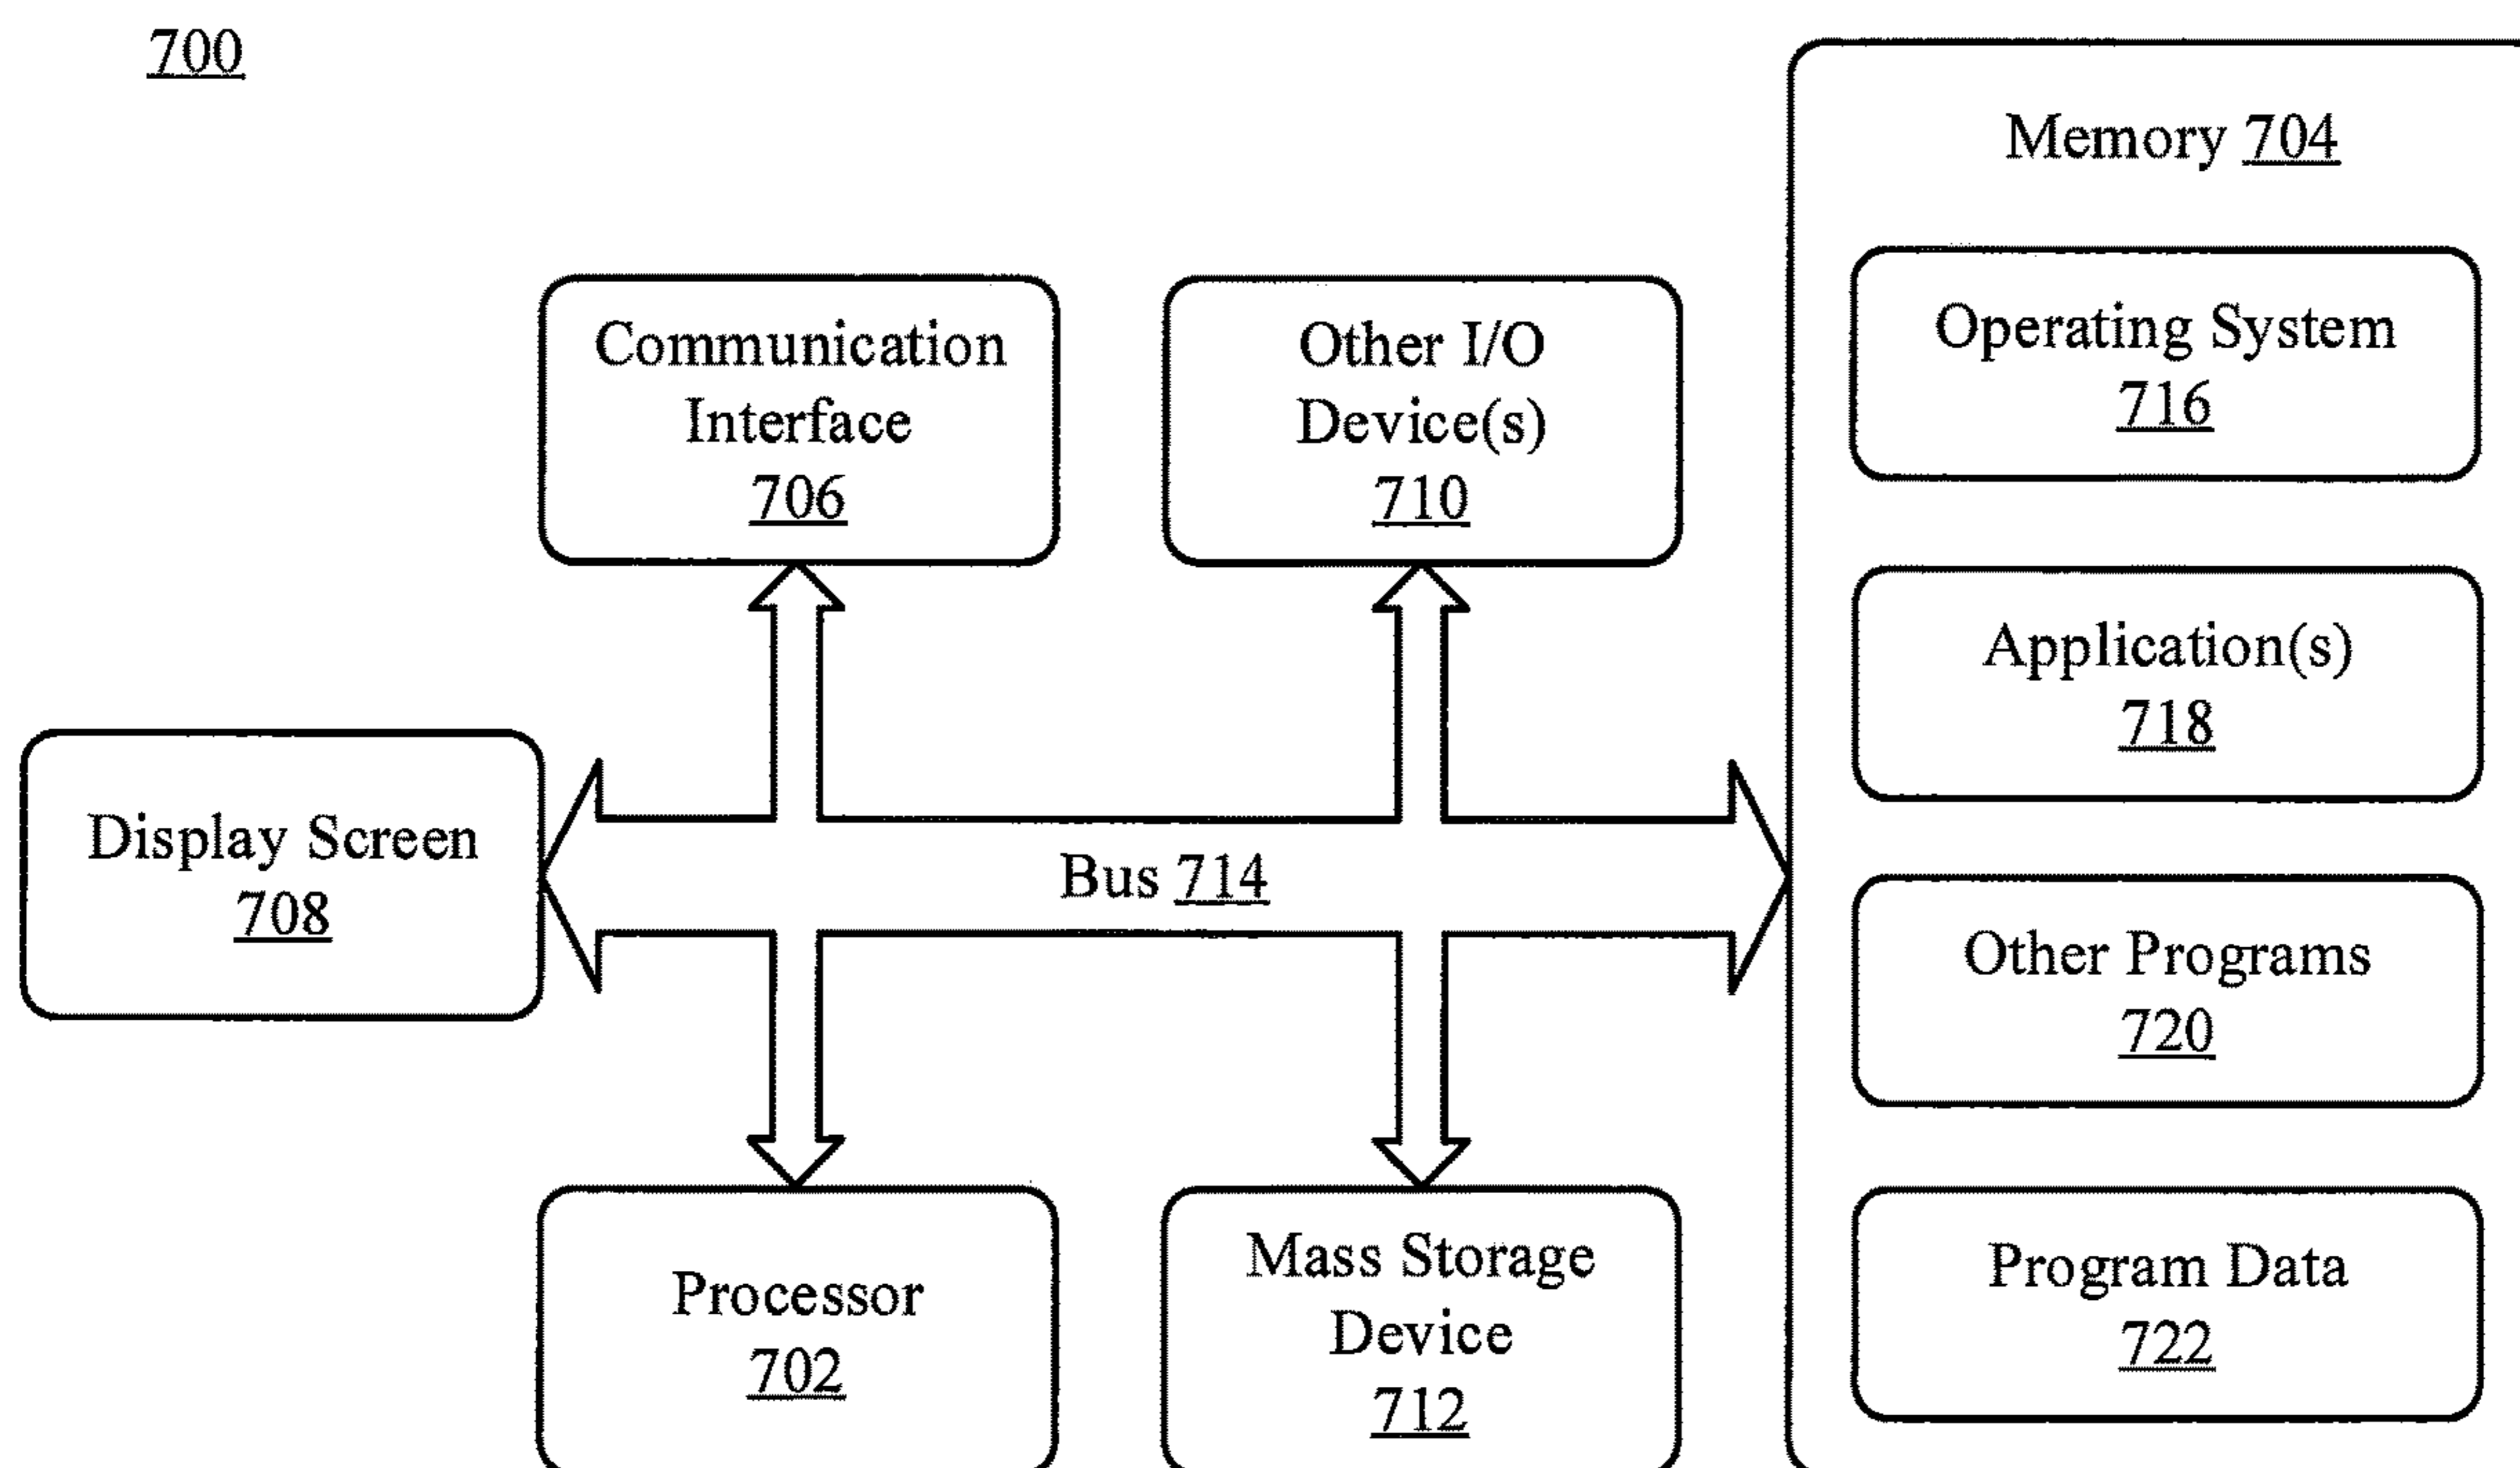 700
Memory 704
Operating System
716
Communication
Interface
706
Other I/O
Device(s)
710
Application(s)
718
Display Screen
708
Bus 714
Other Programs
720
Processor
702
Mass Storage
Device
712
Program Data
722